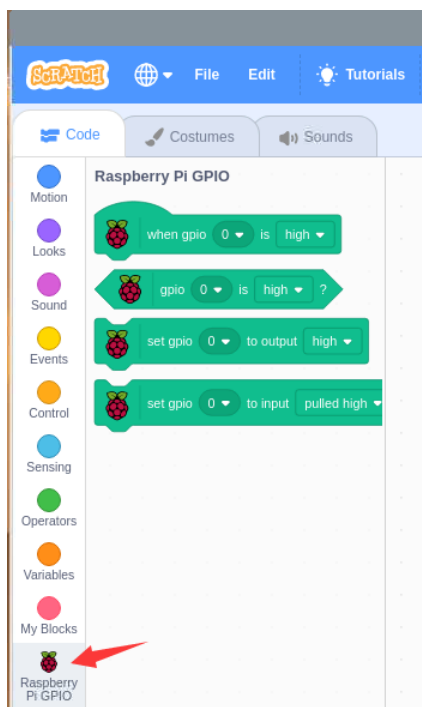 SCRATCH
File Edit Tutorials
Code Costumes Sounds
Motion
Looks
Sound
Events
Control
Sensing
Operators
Variables
My Blocks
Raspberry
Pi GPIO
Raspberry Pi GPIO
when gpio 0 is high
gpio 0 is high ?
set gpio 0 to output high
set gpio 0 to input pulled high